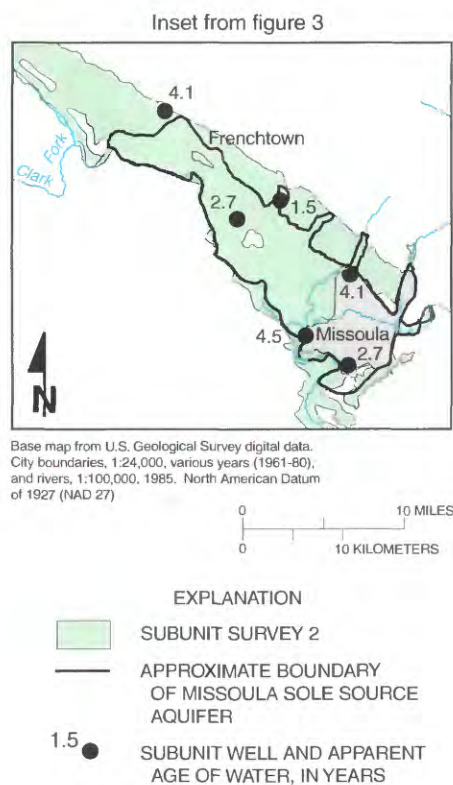 Inset from figure 3
4.1
Frenchtown
Fork
Clark
1.5
2.7
4.1
4.5
Missoula
2.7
N
Base map from U.S. Geological Survey digital data.
City boundaries, 1:24,000, various years (1961-80),
and rivers, 1:100,000, 1985. North American Datum
of 1927 (NAD 27)
0 10 MILES
0 10 KILOMETERS
EXPLANATION
SUBUNIT SURVEY 2
APPROXIMATE BOUNDARY
OF MISSOULA SOLE SOURCE
AQUIFER
1.5
SUBUNIT WELL AND APPARENT
AGE OF WATER, IN YEARS